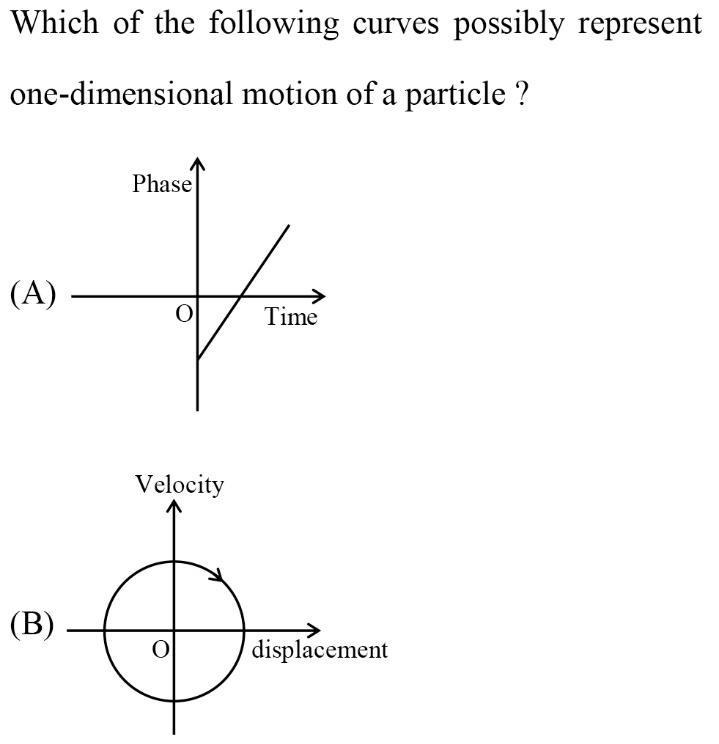 Which of the following curves possibly represent
one-dimensional motion of a particle ?
Phase
(A)
O
Time
Velocity
(B)
O
displacement